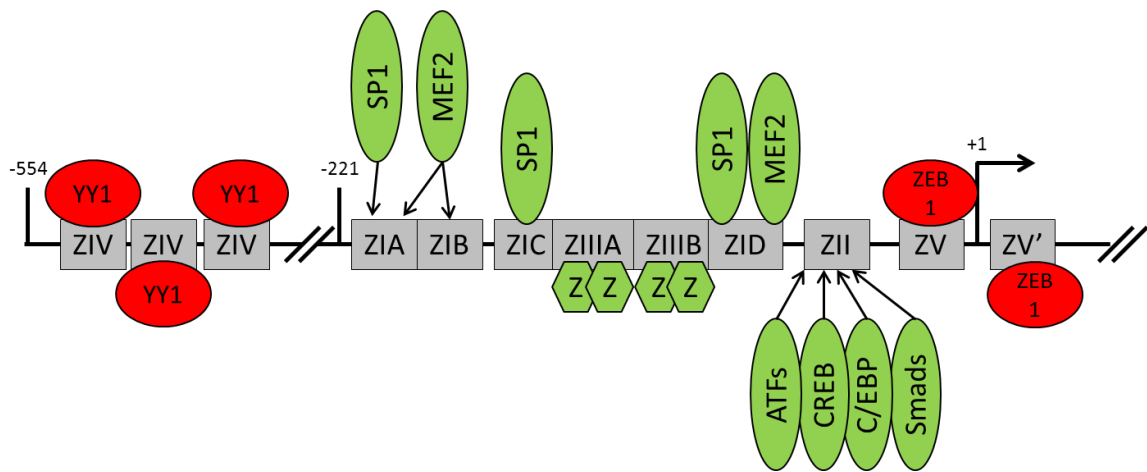 SP1
MEF2
SP1
SP1
MEF2
-554
-221
+1
YY1
YY1
ZEB
1
ZIV
ZIV
ZIV
ZIA
ZIB
ZIC
ZIIIA
ZIIIB
ZID
ZII
ZV
ZV’
YY1
Z
Z
Z
Z
ZEB
1
ATFs
CREB
C/EBP
Smads